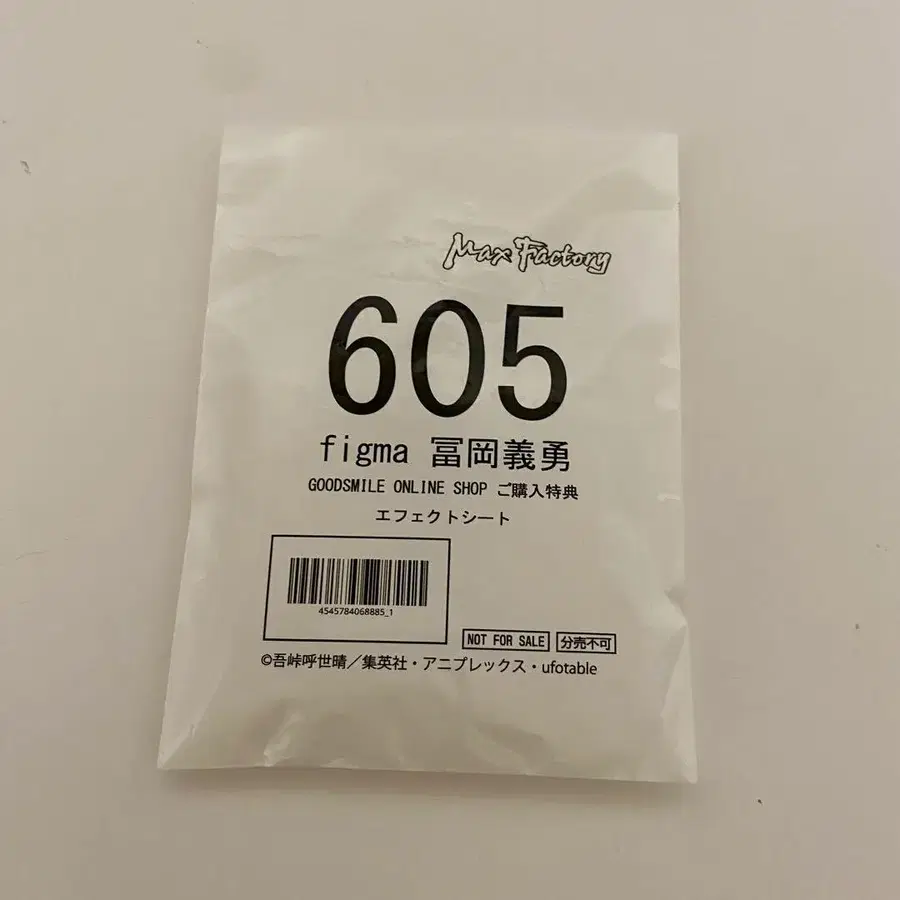 Max Factory
605
figma 冨岡義勇
GOODSMILE ONLINE SHOP ご購入特典
エフェクトシート
4545784068885_1
NOT FOR SALE 分売不可
©吾峠呼世晴／集英社・アニプレックス・ufotable